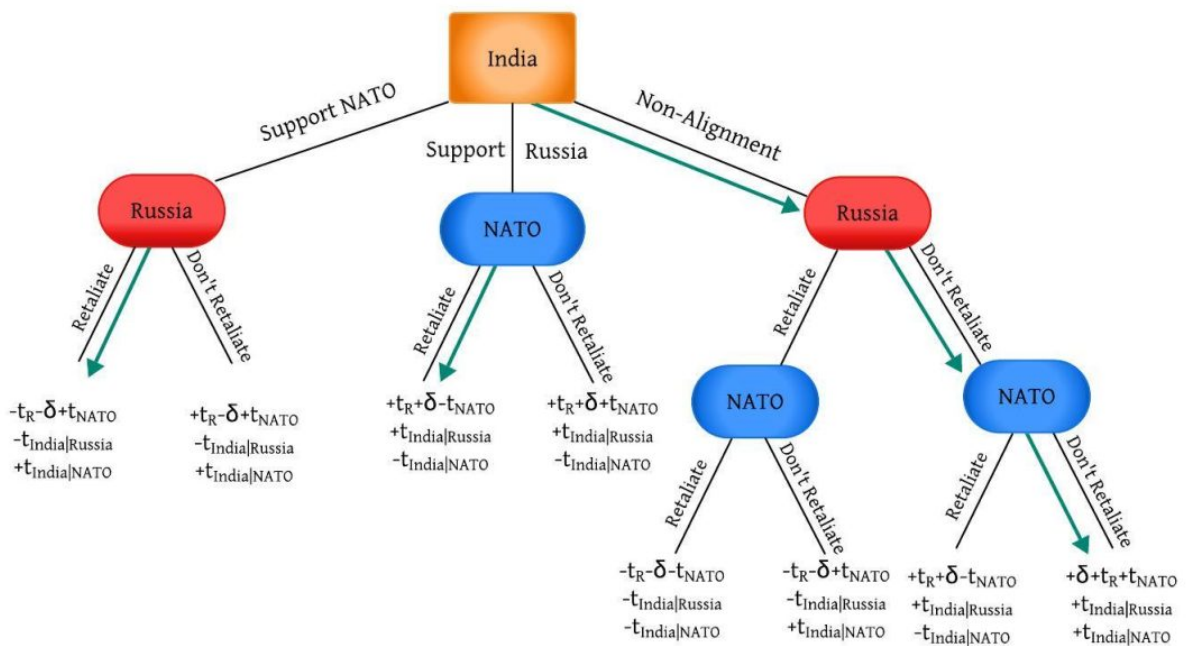 India
Support NATO
Support Russia
Non-Alignment
Russia
NATO
Russia
Retaliate
Don't Retaliate
Retaliate
Don't Retaliate
Retaliate
Don't Retaliate
-tR-δ+tNATO
-tIndia|Russia
+tIndia|NATO
+tR-δ+tNATO
-tIndia|Russia
+tIndia|NATO
+tR+δ-tNATO
+tIndia|Russia
-tIndia|NATO
+tR+δ+tNATO
+tIndia|Russia
-tIndia|NATO
NATO
NATO
Retaliate
Don't Retaliate
Retaliate
Don't Retaliate
-tR-δ-tNATO
-tIndia|Russia
-tIndia|NATO
-tR-δ+tNATO
-tIndia|Russia
+tIndia|NATO
+tR+δ-tNATO
+tIndia|Russia
-tIndia|NATO
+δ+tR+tNATO
+tIndia|Russia
+tIndia|NATO